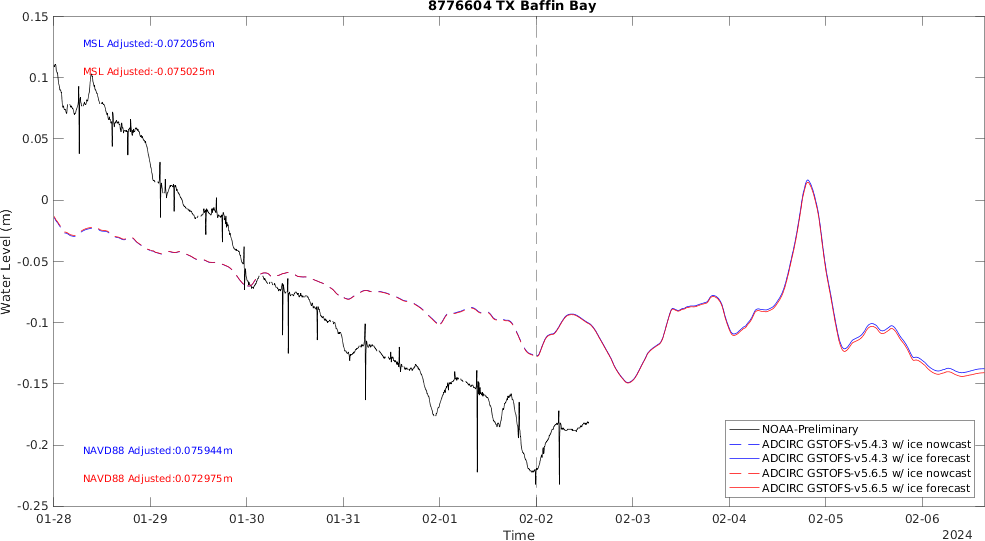 8776604 TX Baffin Bay
0.15
0.1
0.05
0
-0.05
-0.1
-0.15
-0.2
-0.25
Water Level (m)
MSL Adjusted:-0.072056m
MSL Adjusted:-0.075025m
NAVD88 Adjusted:0.075944m
NAVD88 Adjusted:0.072975m
NOAA-Preliminary
ADCIRC GSTOFS-v5.4.3 w/ ice nowcast
ADCIRC GSTOFS-v5.4.3 w/ ice forecast
ADCIRC GSTOFS-v5.6.5 w/ ice nowcast
ADCIRC GSTOFS-v5.6.5 w/ ice forecast
01-28 01-29 01-30 01-31 02-01 02-02 02-03 02-04 02-05 02-06
Time
2024